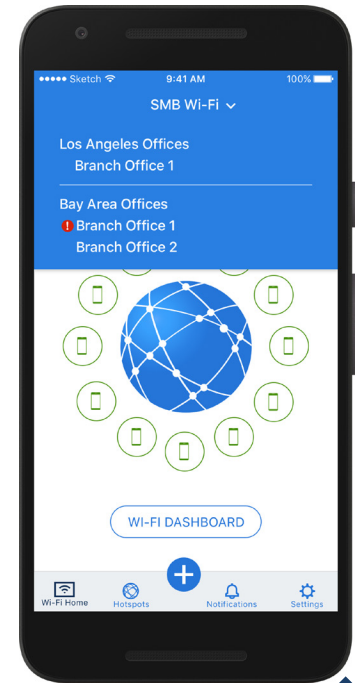 Sketch 9:41 AM 100%
SMB Wi-Fi
Los Angeles Offices
Branch Office 1
Bay Area Offices
! Branch Office 1
Branch Office 2
WI-FI DASHBOARD
+
Wi-Fi Home Hotspots Notifications Settings